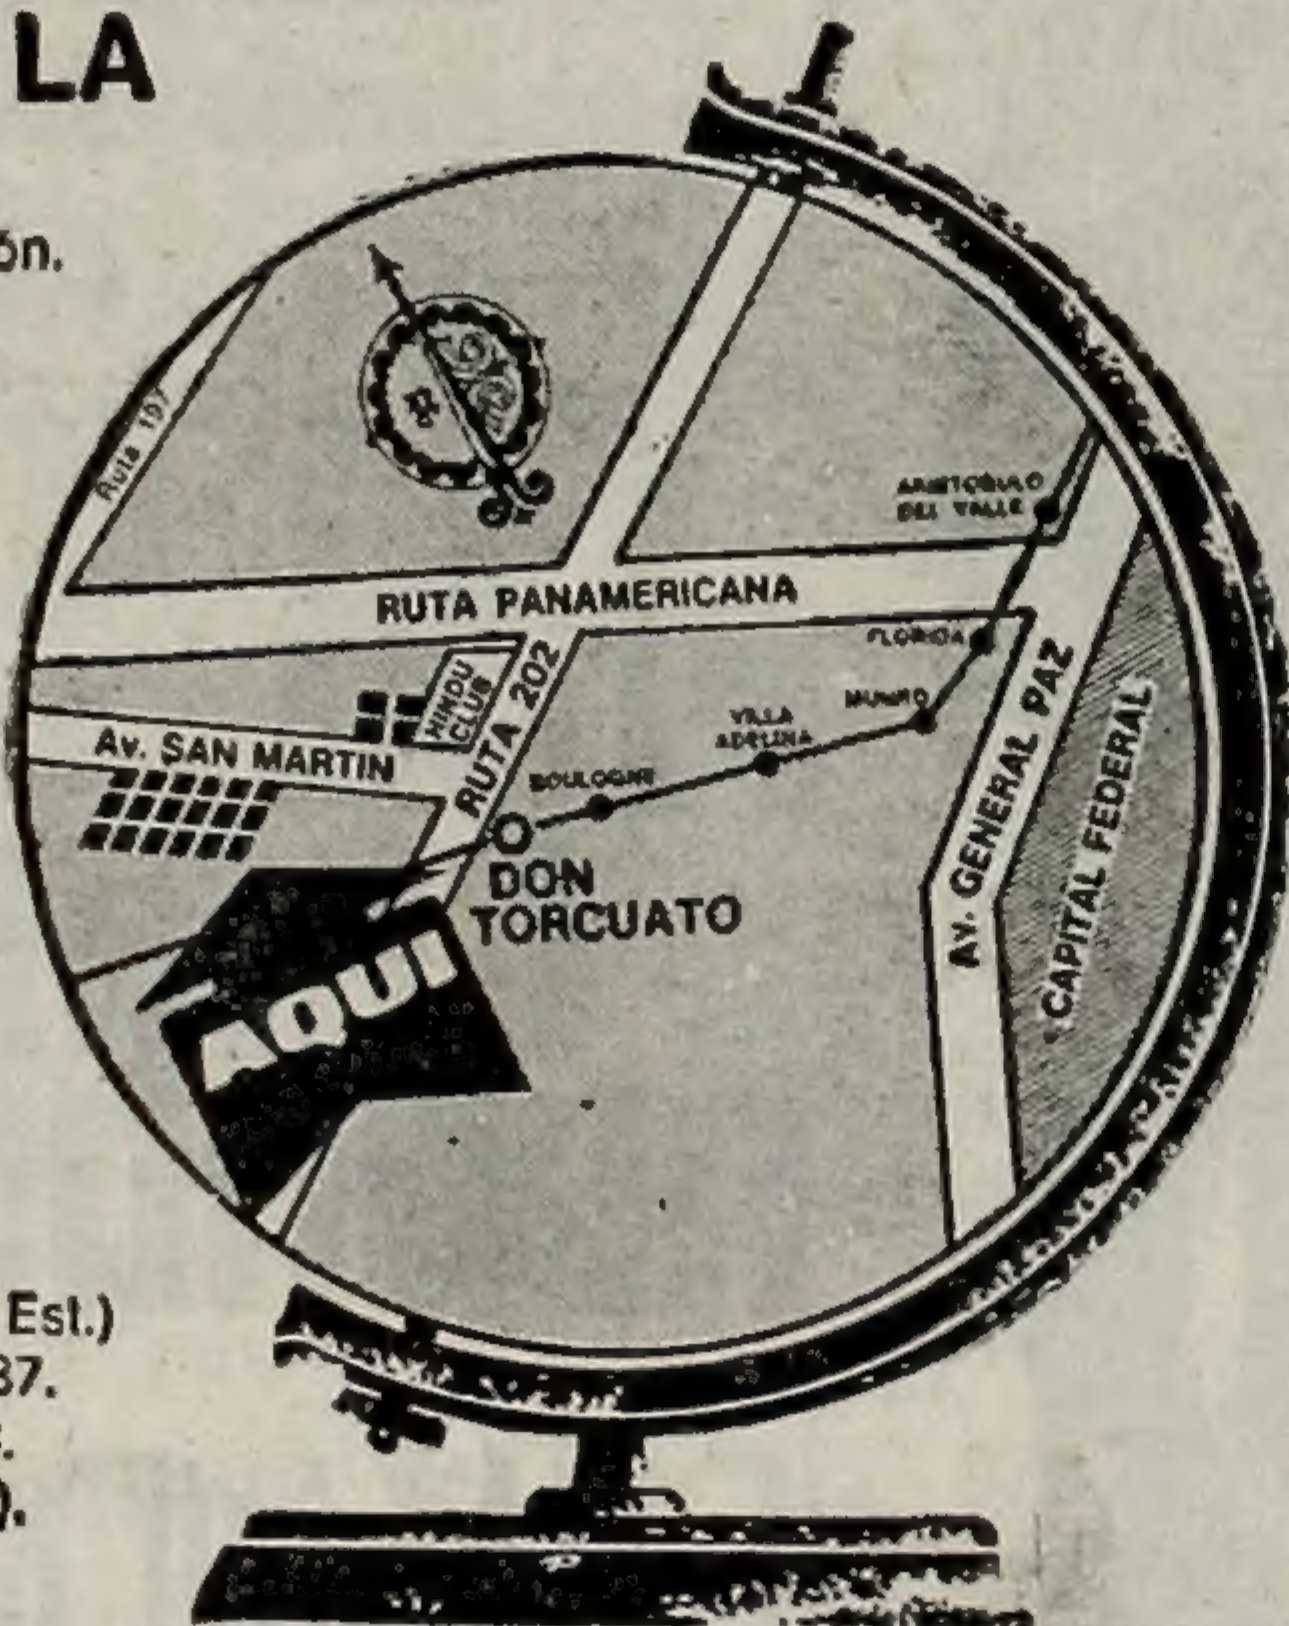 LA
ón.
Ruta 197
ARISTOBULO
DEL VALLE
RUTA PANAMERICANA
FLORIDA
HINDU
CLUB
RUTA 202
MUNRO
VILLA
ADELINA
Av. SAN MARTIN
BOULOGNE
AV. GENERAL PAZ
CAPITAL FEDERAL
DON
TORCUATO
AQUI
Est.)
37.
).